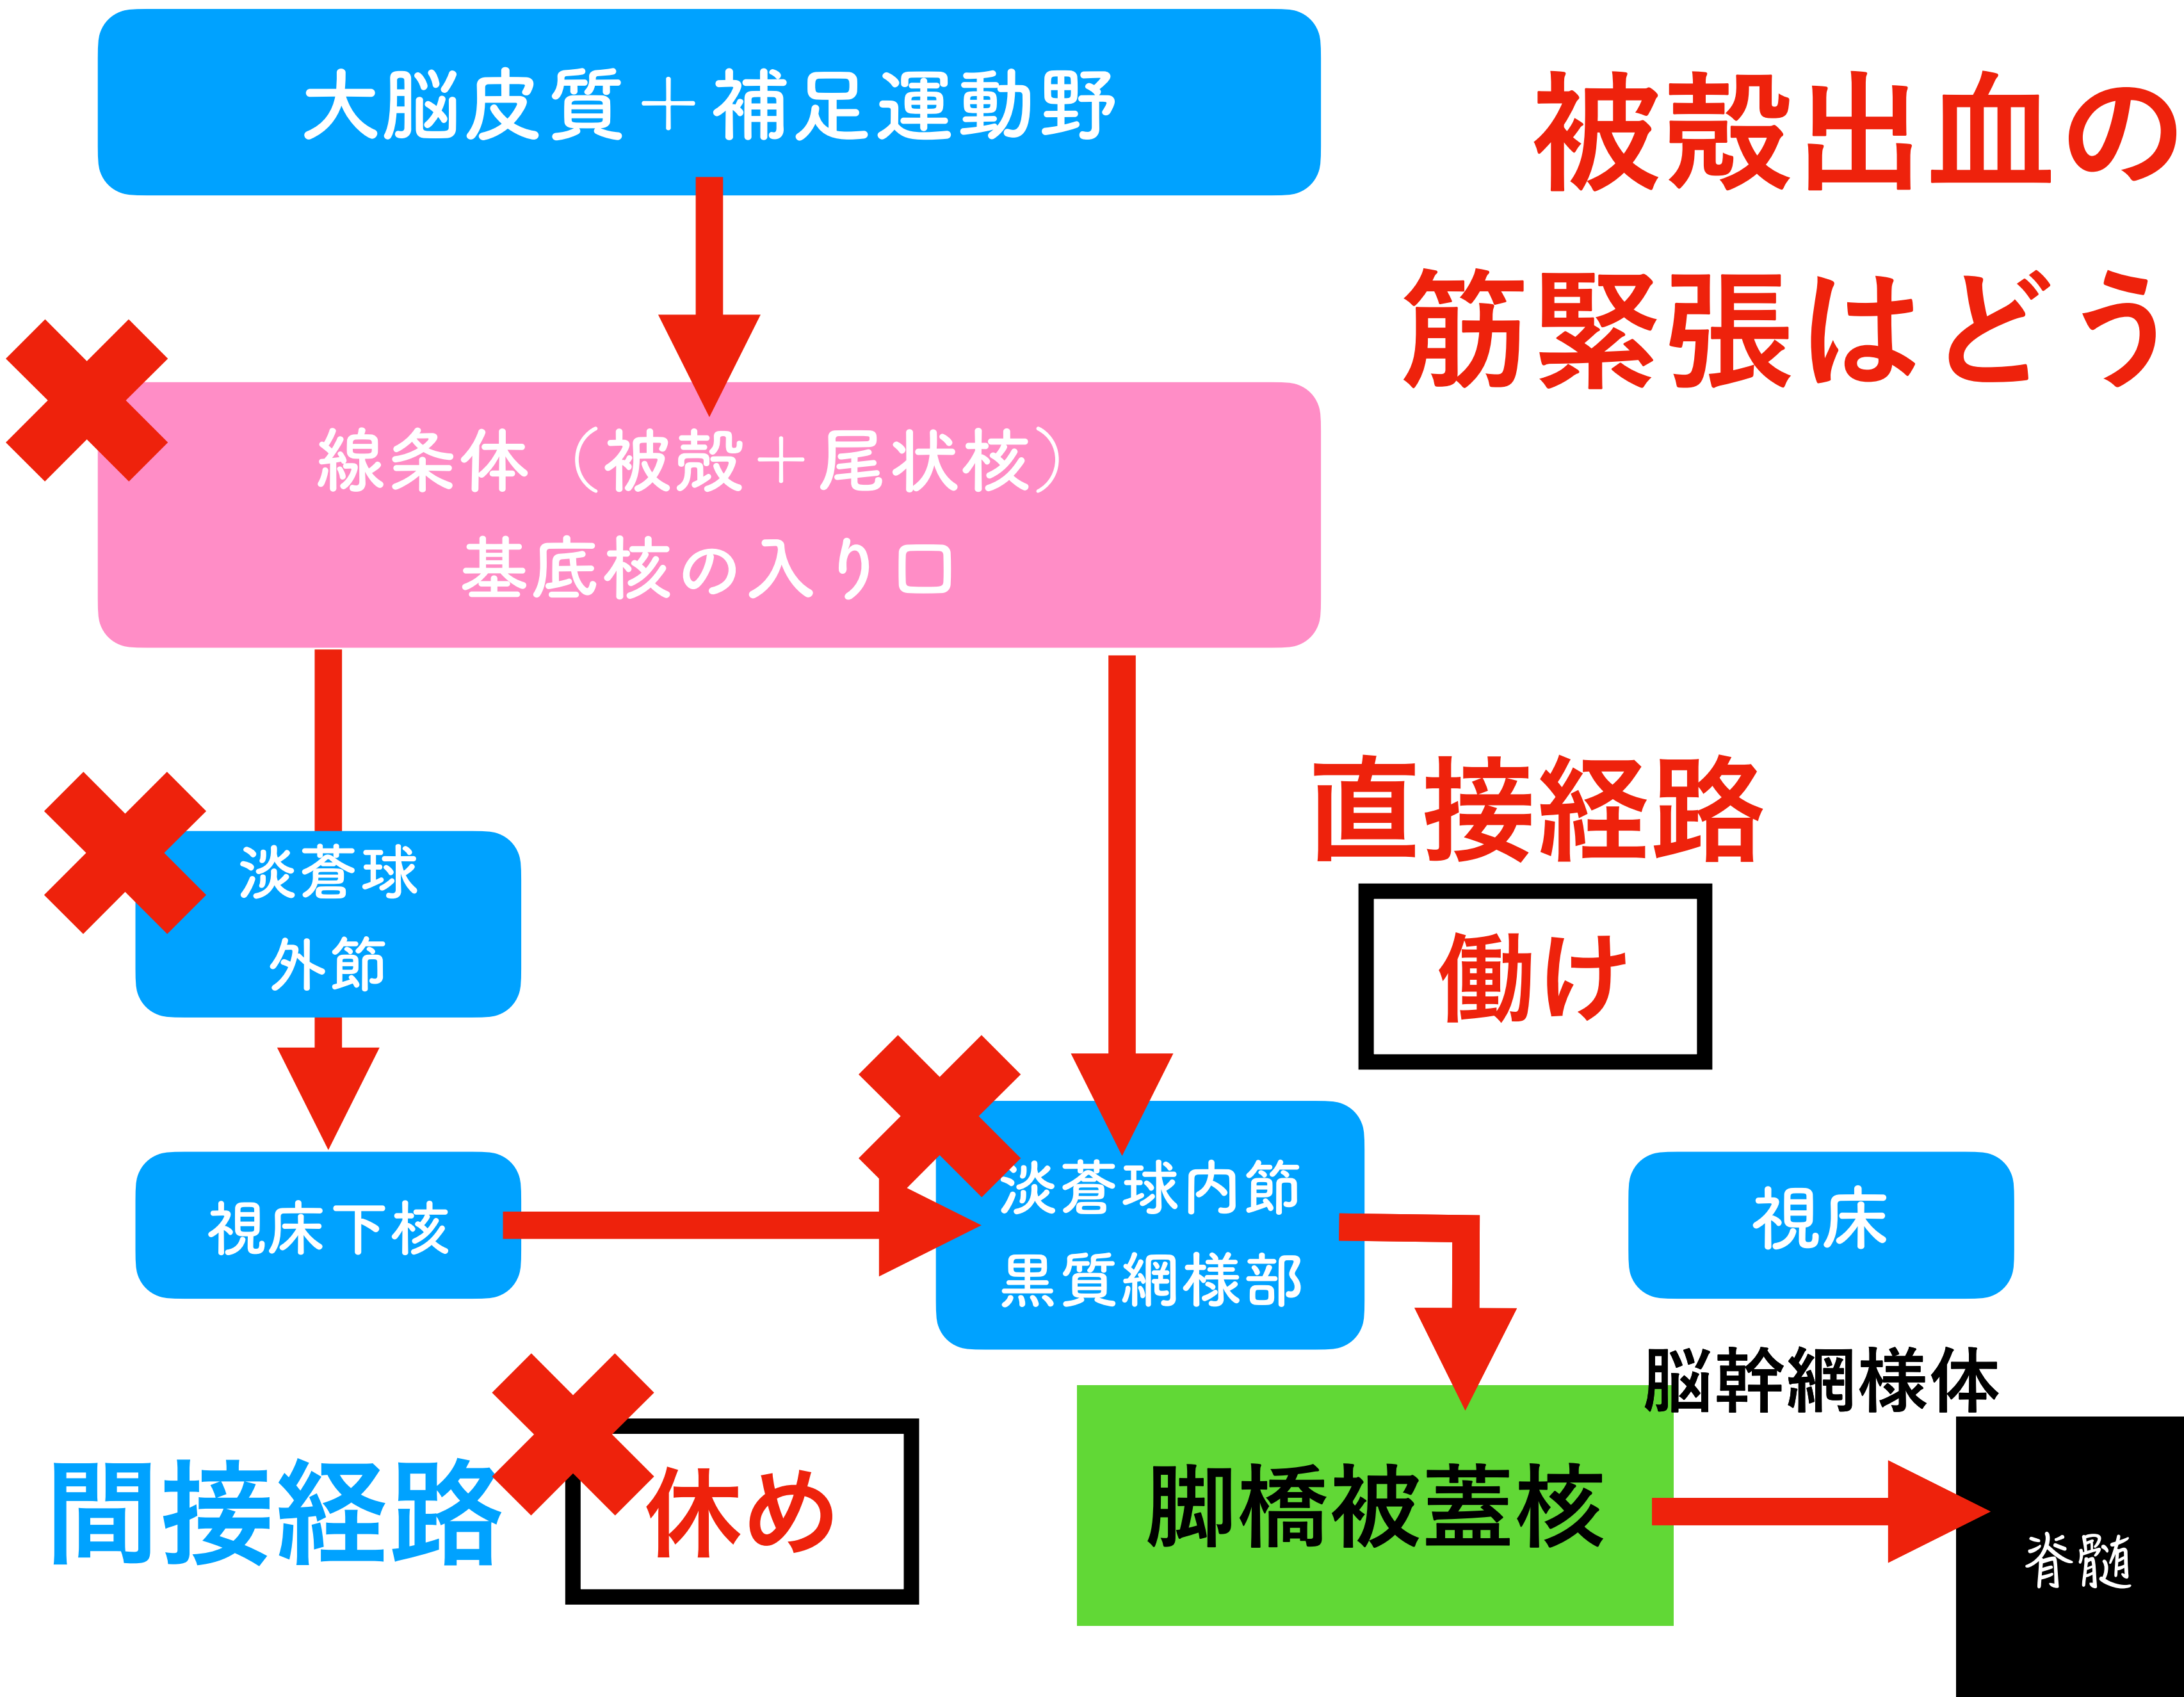 大脳皮質＋補足運動野
被殻出血の
筋緊張はどう
線条体（被殻＋尾状核）
基底核の入り口
直接経路
働け
淡蒼球
外節
視床下核
淡蒼球内節
黒質網様部
視床
脳幹網様体
間接経路
休め
脚橋被蓋核
脊髄